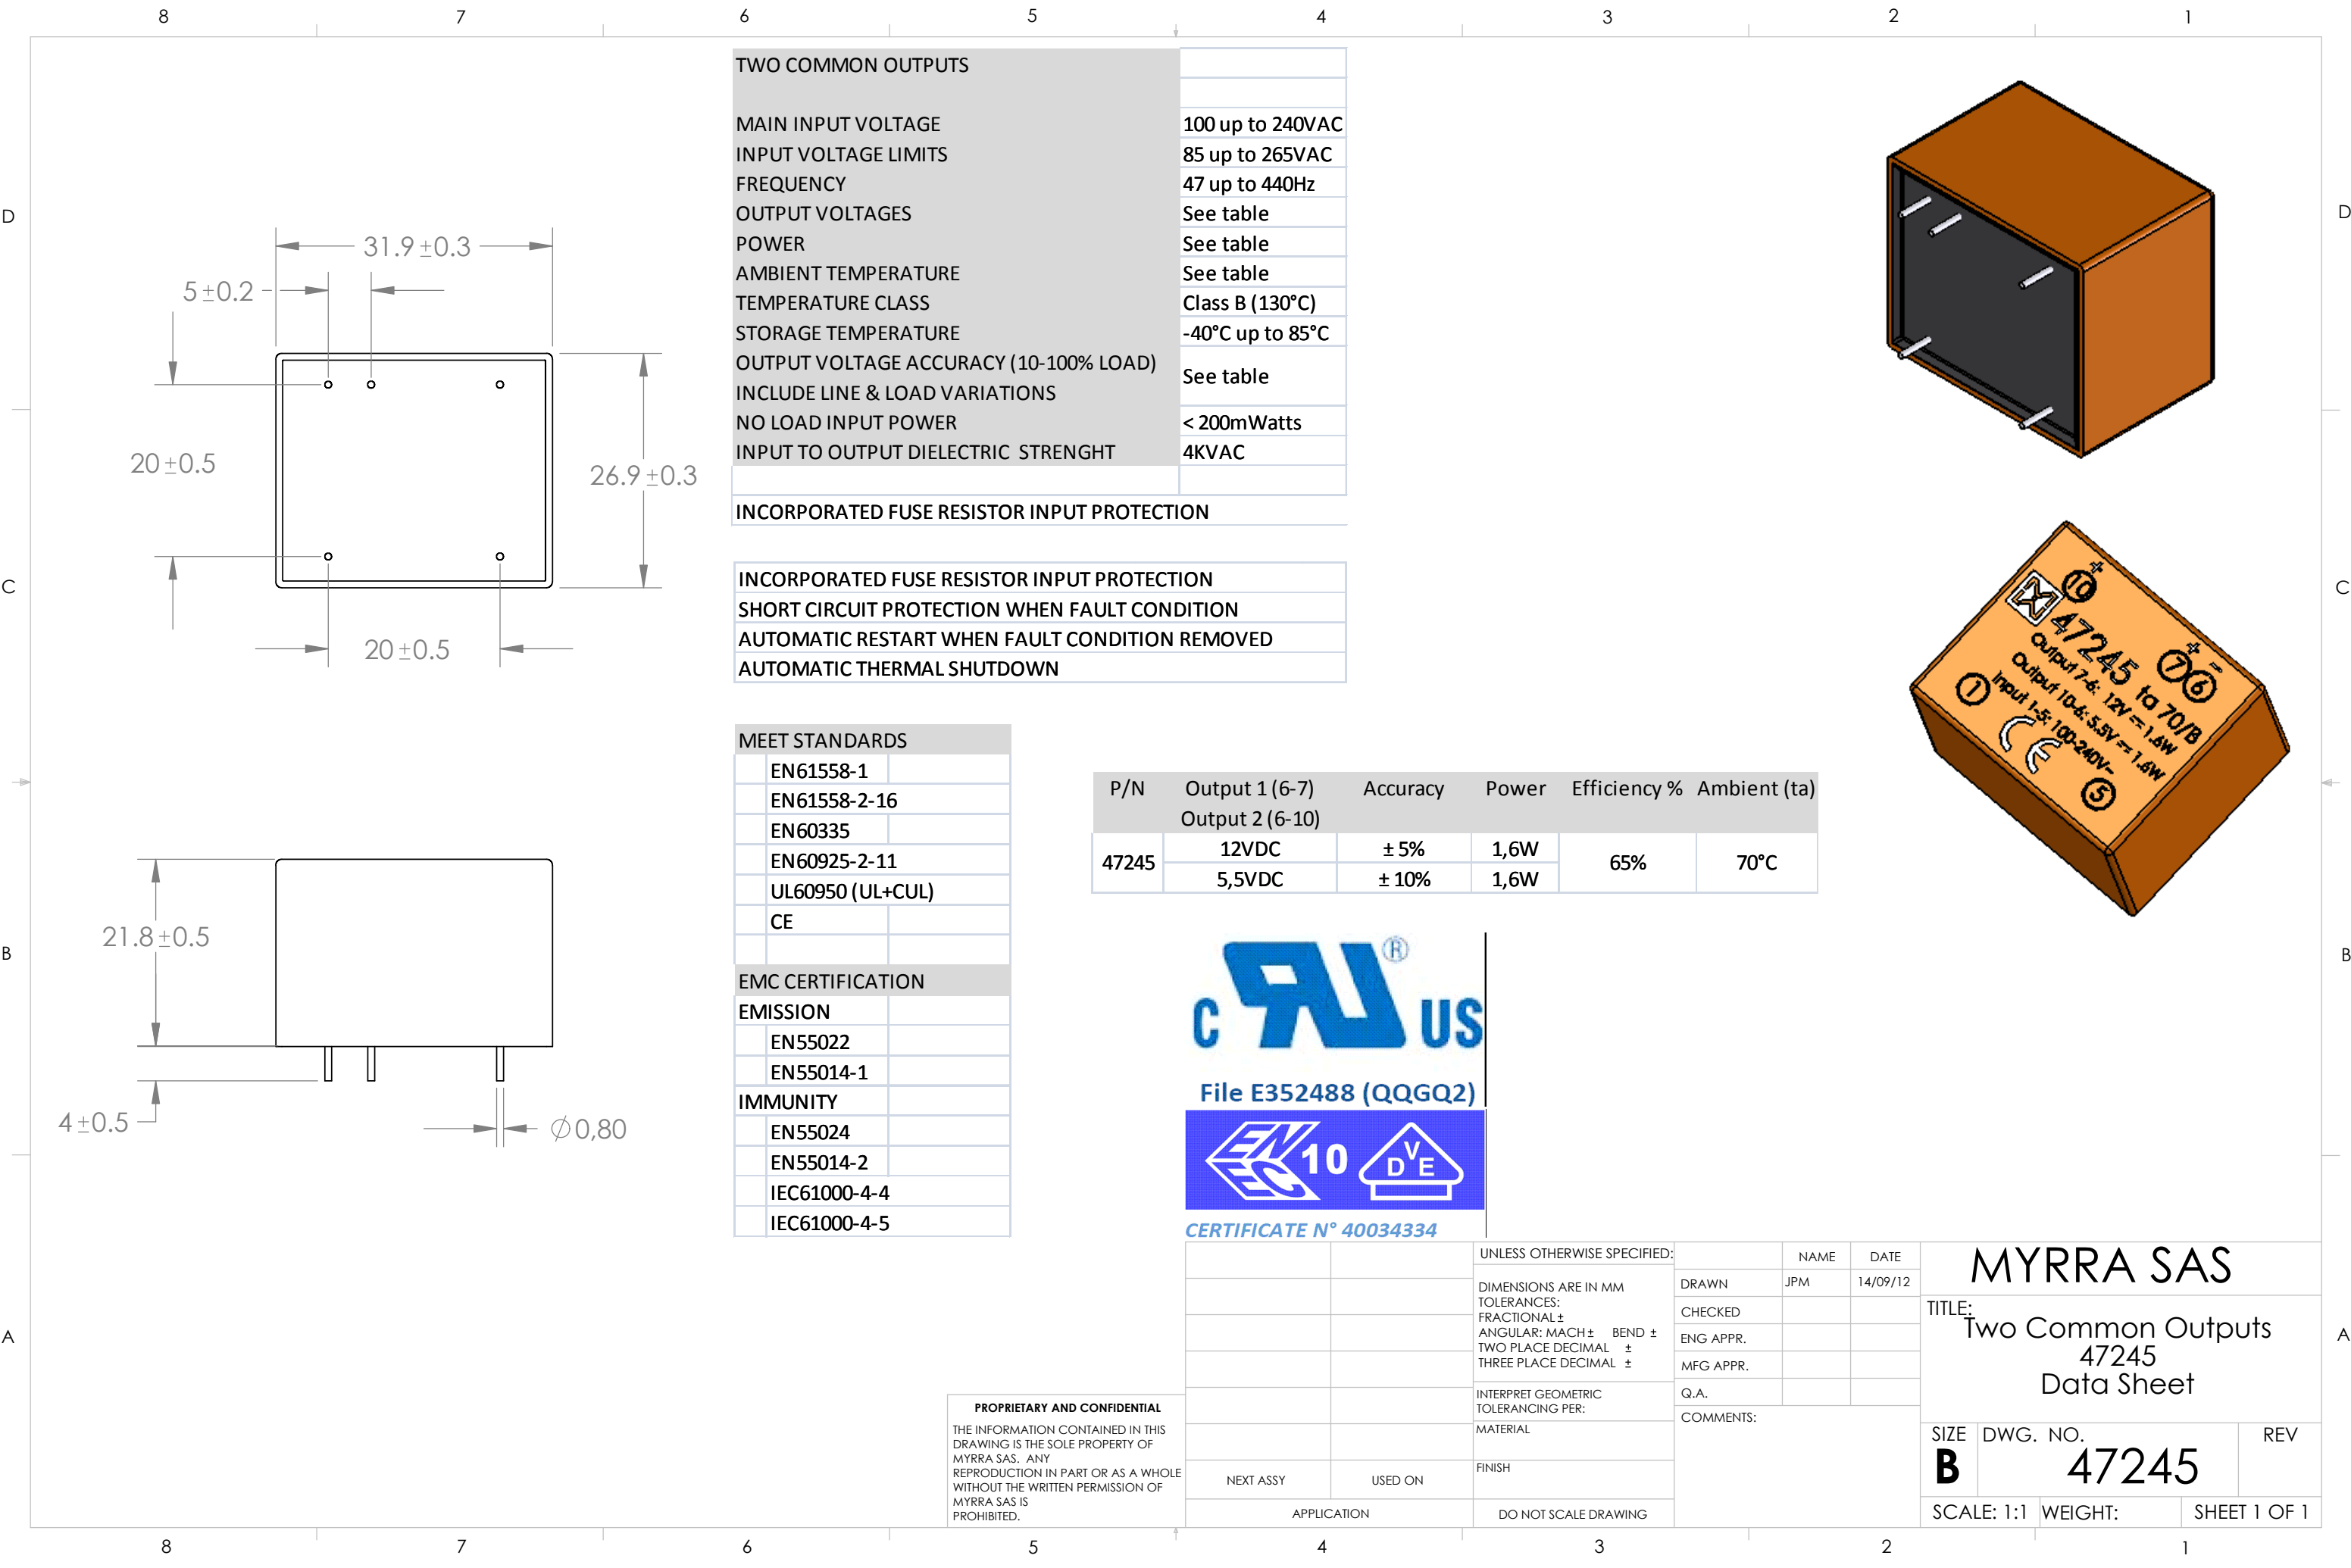 8 7 6 5 4 3 2 1
D
C
B
A
31.9±0.3
5±0.2
20±0.5
26.9±0.3
20±0.5
21.8±0.5
4±0.5
∅0,80
TWO COMMON OUTPUTS
MAIN INPUT VOLTAGE 100 up to 240VAC
INPUT VOLTAGE LIMITS 85 up to 265VAC
FREQUENCY 47 up to 440Hz
OUTPUT VOLTAGES See table
POWER See table
AMBIENT TEMPERATURE See table
TEMPERATURE CLASS Class B (130°C)
STORAGE TEMPERATURE -40°C up to 85°C
OUTPUT VOLTAGE ACCURACY (10-100% LOAD)
INCLUDE LINE & LOAD VARIATIONS See table
NO LOAD INPUT POWER < 200mWatts
INPUT TO OUTPUT DIELECTRIC STRENGHT 4KVAC
INCORPORATED FUSE RESISTOR INPUT PROTECTION
INCORPORATED FUSE RESISTOR INPUT PROTECTION
SHORT CIRCUIT PROTECTION WHEN FAULT CONDITION
AUTOMATIC RESTART WHEN FAULT CONDITION REMOVED
AUTOMATIC THERMAL SHUTDOWN
MEET STANDARDS
EN61558-1
EN61558-2-16
EN60335
EN60925-2-11
UL60950 (UL+CUL)
CE
EMC CERTIFICATION
EMISSION
EN55022
EN55014-1
IMMUNITY
EN55024
EN55014-2
IEC61000-4-4
IEC61000-4-5
P/N Output 1 (6-7) Accuracy Power Efficiency % Ambient (ta)
Output 2 (6-10)
47245 12VDC ± 5% 1,6W 65% 70°C
5,5VDC ± 10% 1,6W
C RU US ®
File E352488 (QQGQ2)
EN EC 10 DVE
CERTIFICATE N° 40034334
10 +
47245 ta 70/B
+ -
7 6
Output 7-6: 12V ⎓ 1.6W
Output 10-6: 5.5V ⎓ 1.6W
Input 1-5: 100-240V~
1
CE
5
D
C
B
A
PROPRIETARY AND CONFIDENTIAL
THE INFORMATION CONTAINED IN THIS
DRAWING IS THE SOLE PROPERTY OF
MYRRA SAS. ANY
REPRODUCTION IN PART OR AS A WHOLE
WITHOUT THE WRITTEN PERMISSION OF
MYRRA SAS IS
PROHIBITED.
NEXT ASSY USED ON
APPLICATION
UNLESS OTHERWISE SPECIFIED:
DIMENSIONS ARE IN MM
TOLERANCES:
FRACTIONAL ±
ANGULAR: MACH ± BEND ±
TWO PLACE DECIMAL ±
THREE PLACE DECIMAL ±
INTERPRET GEOMETRIC
TOLERANCING PER:
MATERIAL
FINISH
DO NOT SCALE DRAWING
NAME DATE
DRAWN JPM 14/09/12
CHECKED
ENG APPR.
MFG APPR.
Q.A.
COMMENTS:
MYRRA SAS
TITLE:
Two Common Outputs
47245
Data Sheet
SIZE DWG. NO. REV
B 47245
SCALE: 1:1 WEIGHT: SHEET 1 OF 1
8 7 6 5 4 3 2 1